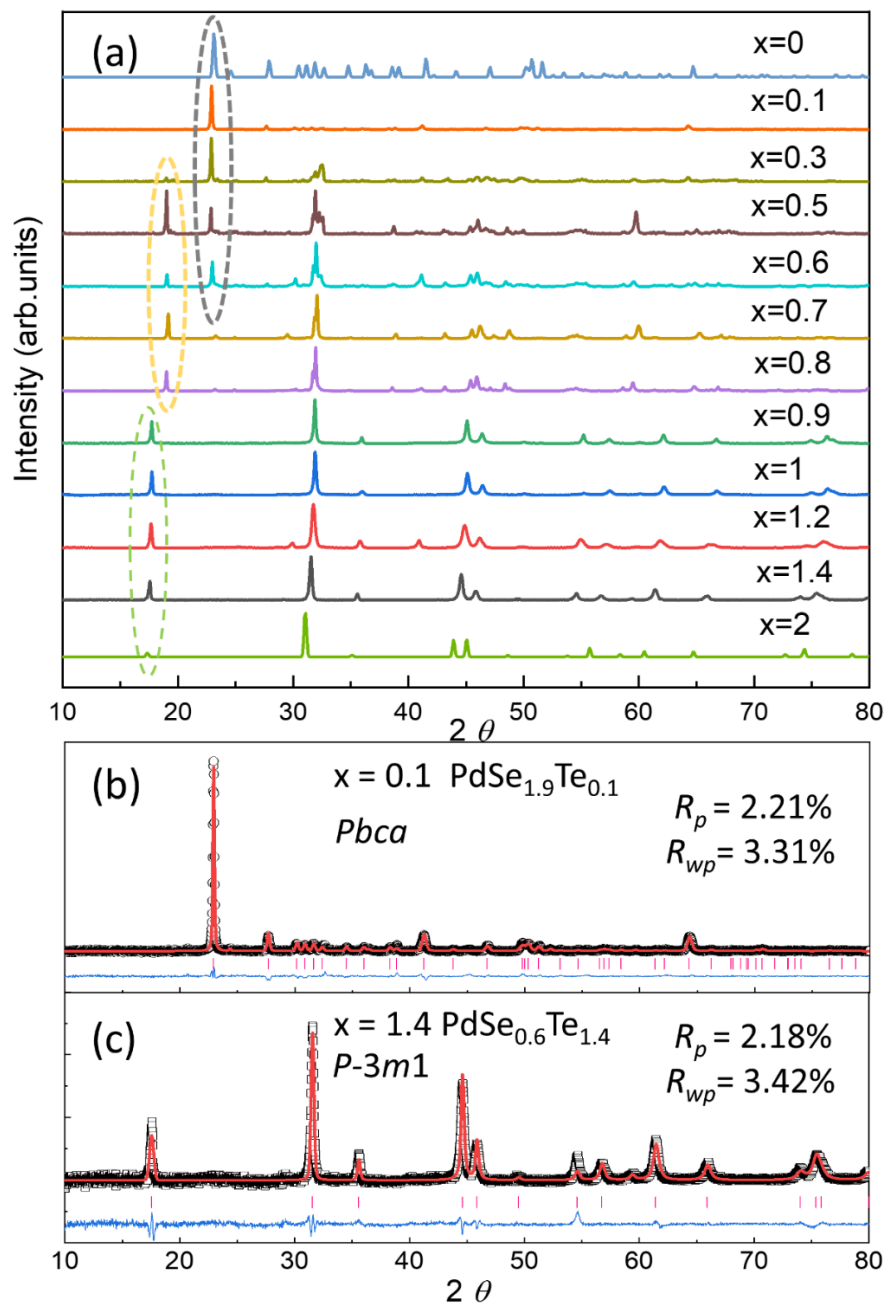 (a)
x=0
x=0.1
x=0.3
x=0.5
x=0.6
x=0.7
x=0.8
x=0.9
x=1
x=1.2
x=1.4
x=2
Intensity (arb.units)
10 20 30 40 50 60 70 80
2 θ
(b)
x = 0.1 PdSe₁.₉Te₀.₁
Pbca
Rₚ = 2.21%
R_wp = 3.31%
(c)
x = 1.4 PdSe₀.₆Te₁.₄
P-3m1
Rₚ = 2.18%
R_wp = 3.42%
10 20 30 40 50 60 70 80
2 θ